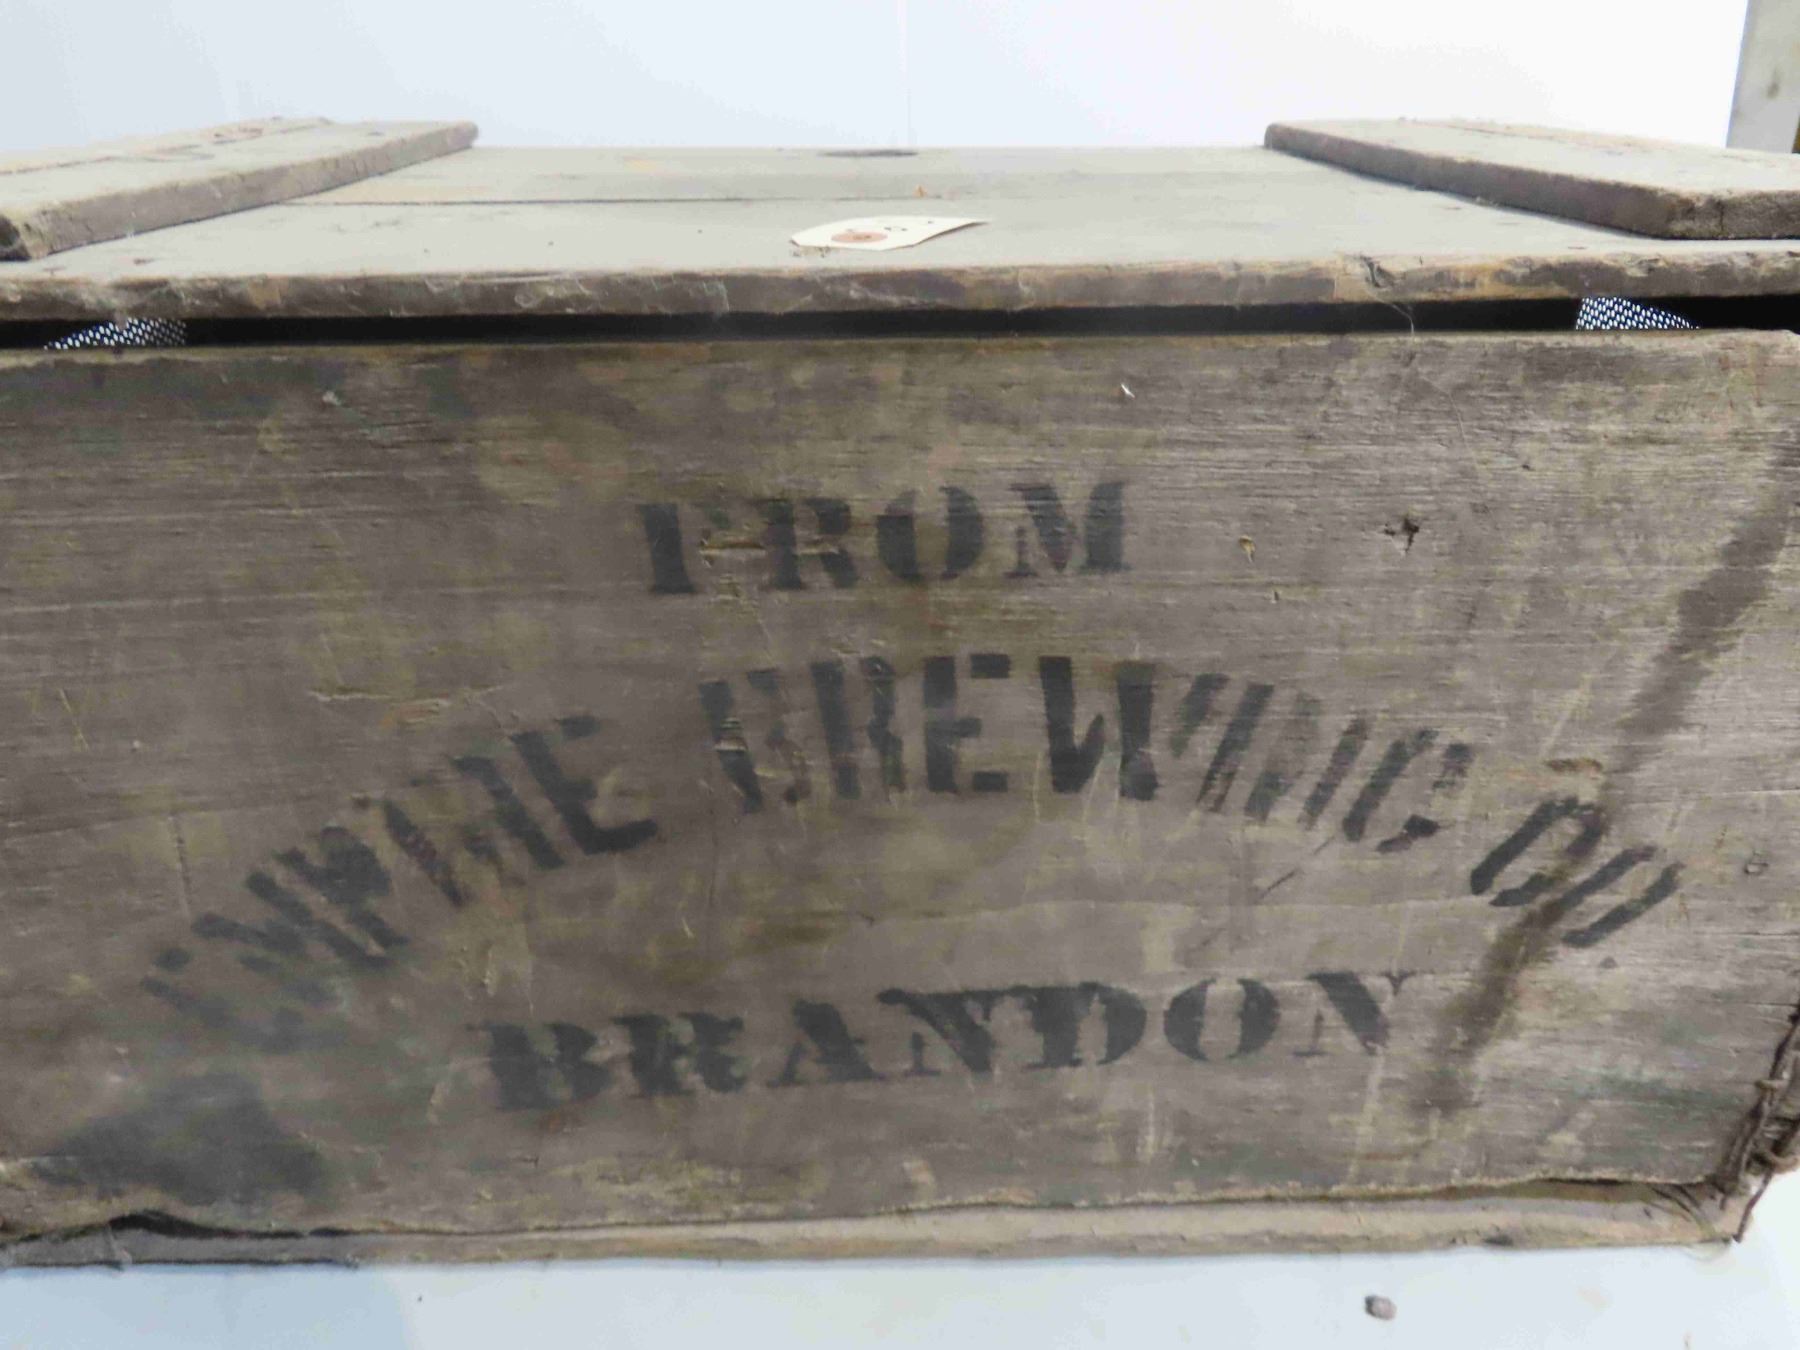 FROM
EMPIRE BREWING CO
BRANDON